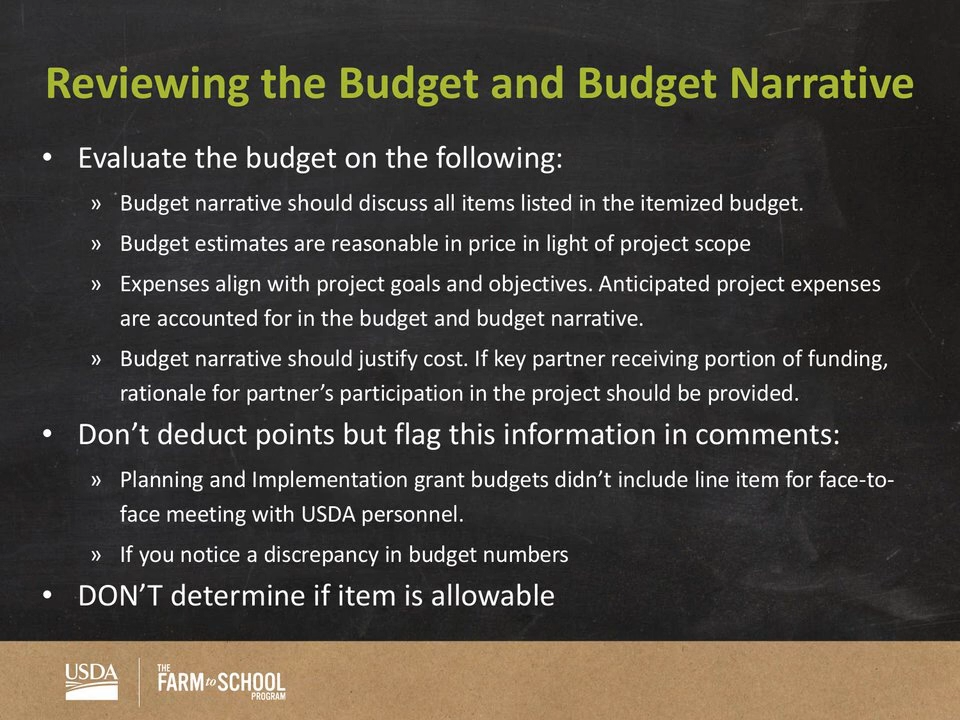 Reviewing the Budget and Budget Narrative
• Evaluate the budget on the following:
» Budget narrative should discuss all items listed in the itemized budget.
» Budget estimates are reasonable in price in light of project scope
» Expenses align with project goals and objectives. Anticipated project expenses
are accounted for in the budget and budget narrative.
» Budget narrative should justify cost. If key partner receiving portion of funding,
rationale for partner’s participation in the project should be provided.
• Don’t deduct points but flag this information in comments:
» Planning and Implementation grant budgets didn’t include line item for face-to-
face meeting with USDA personnel.
» If you notice a discrepancy in budget numbers
• DON’T determine if item is allowable
USDA
THE
FARM to SCHOOL
PROGRAM